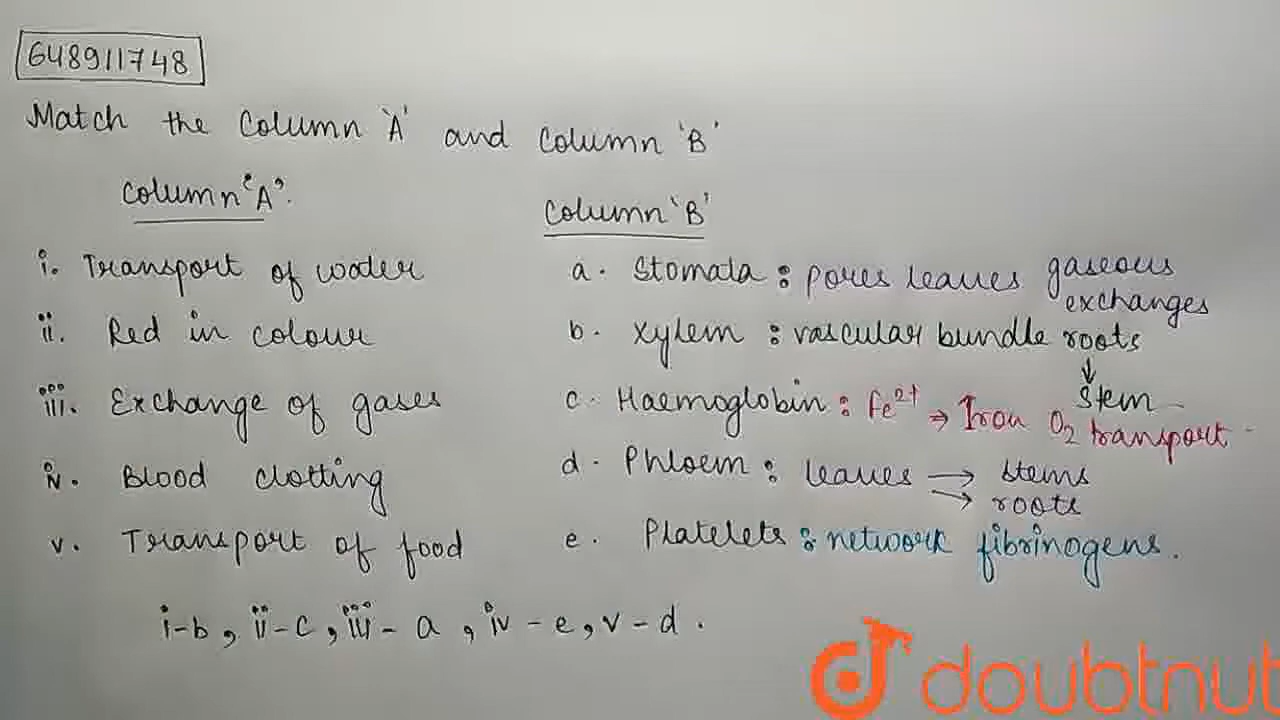 648911748
Match the Column 'A' and Column 'B'
Column 'A'.
Column 'B'
i. Transport of water
a. Stomata : pores leaves gaseous exchanges
ii. Red in colour
b. Xylem : vascular bundle roots
↓
stem
iii. Exchange of gases
c. Haemoglobin : Fe2+ → Iron O2 transport
iv. Blood clotting
d. Phloem : leaves → stems
→ roots
v. Transport of food
e. Platelets : network fibrinogens.
i-b, ii-c, iii-a, iv-e, v-d.
doubtnut